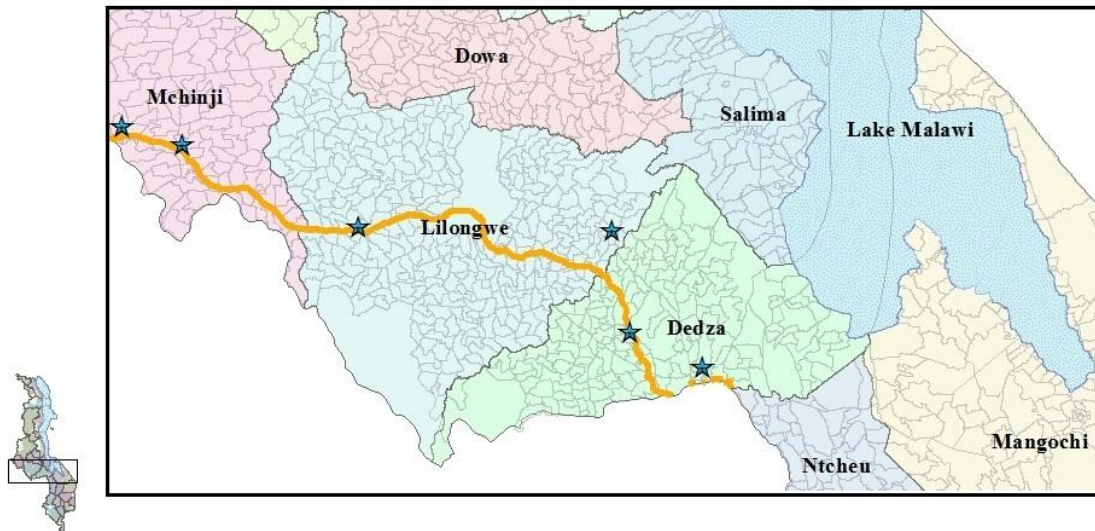 Dowa
Mchinji
Salima
Lake Malawi
Lilongwe
Dedza
Mangochi
Ntcheu